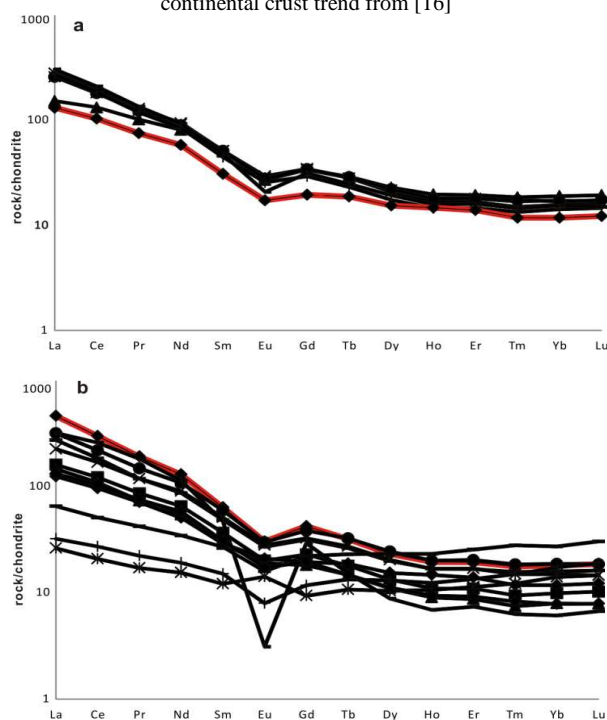 continental crust trend from [16]
1000
a
100
rock/chondrite
10
1
La Ce Pr Nd Sm Eu Gd Tb Dy Ho Er Tm Yb Lu
1000
b
100
rock/chondrite
10
1
La Ce Pr Nd Sm Eu Gd Tb Dy Ho Er Tm Yb Lu